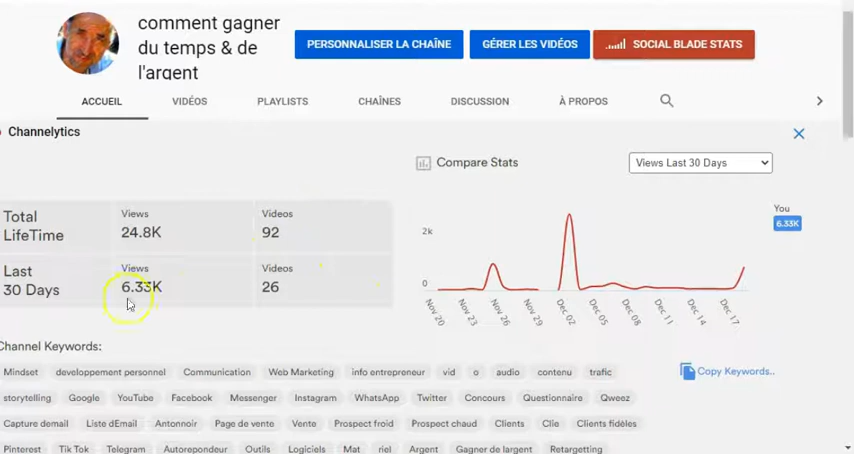 comment gagner
du temps & de
l'argent
PERSONNALISER LA CHAÎNE
GÉRER LES VIDÉOS
SOCIAL BLADE STATS
ACCUEIL
VIDÉOS
PLAYLISTS
CHAÎNES
DISCUSSION
À PROPOS
Channelytics
Compare Stats
Views Last 30 Days
Total
LifeTime
Views
24.8K
Videos
92
Last
30 Days
Views
6.33K
Videos
26
2k
0
Nov 20
Nov 23
Nov 26
Nov 29
Dec 02
Dec 05
Dec 08
Dec 11
Dec 14
Dec 17
You
6.33K
Channel Keywords:
Copy Keywords..
Mindset developpement personnel Communication Web Marketing info entrepreneur vid o audio contenu trafic
storytelling Google YouTube Facebook Messenger Instagram WhatsApp Twitter Concours Questionnaire Qweez
Capture demail Liste dEmail Antonnoir Page de vente Vente Prospect froid Prospect chaud Clients Clie Clients fidéles
Pinterest Tik Tok Telegram Autorepondeur Outils Logiciels Mat riel Argent Gagner de largent Retargetting